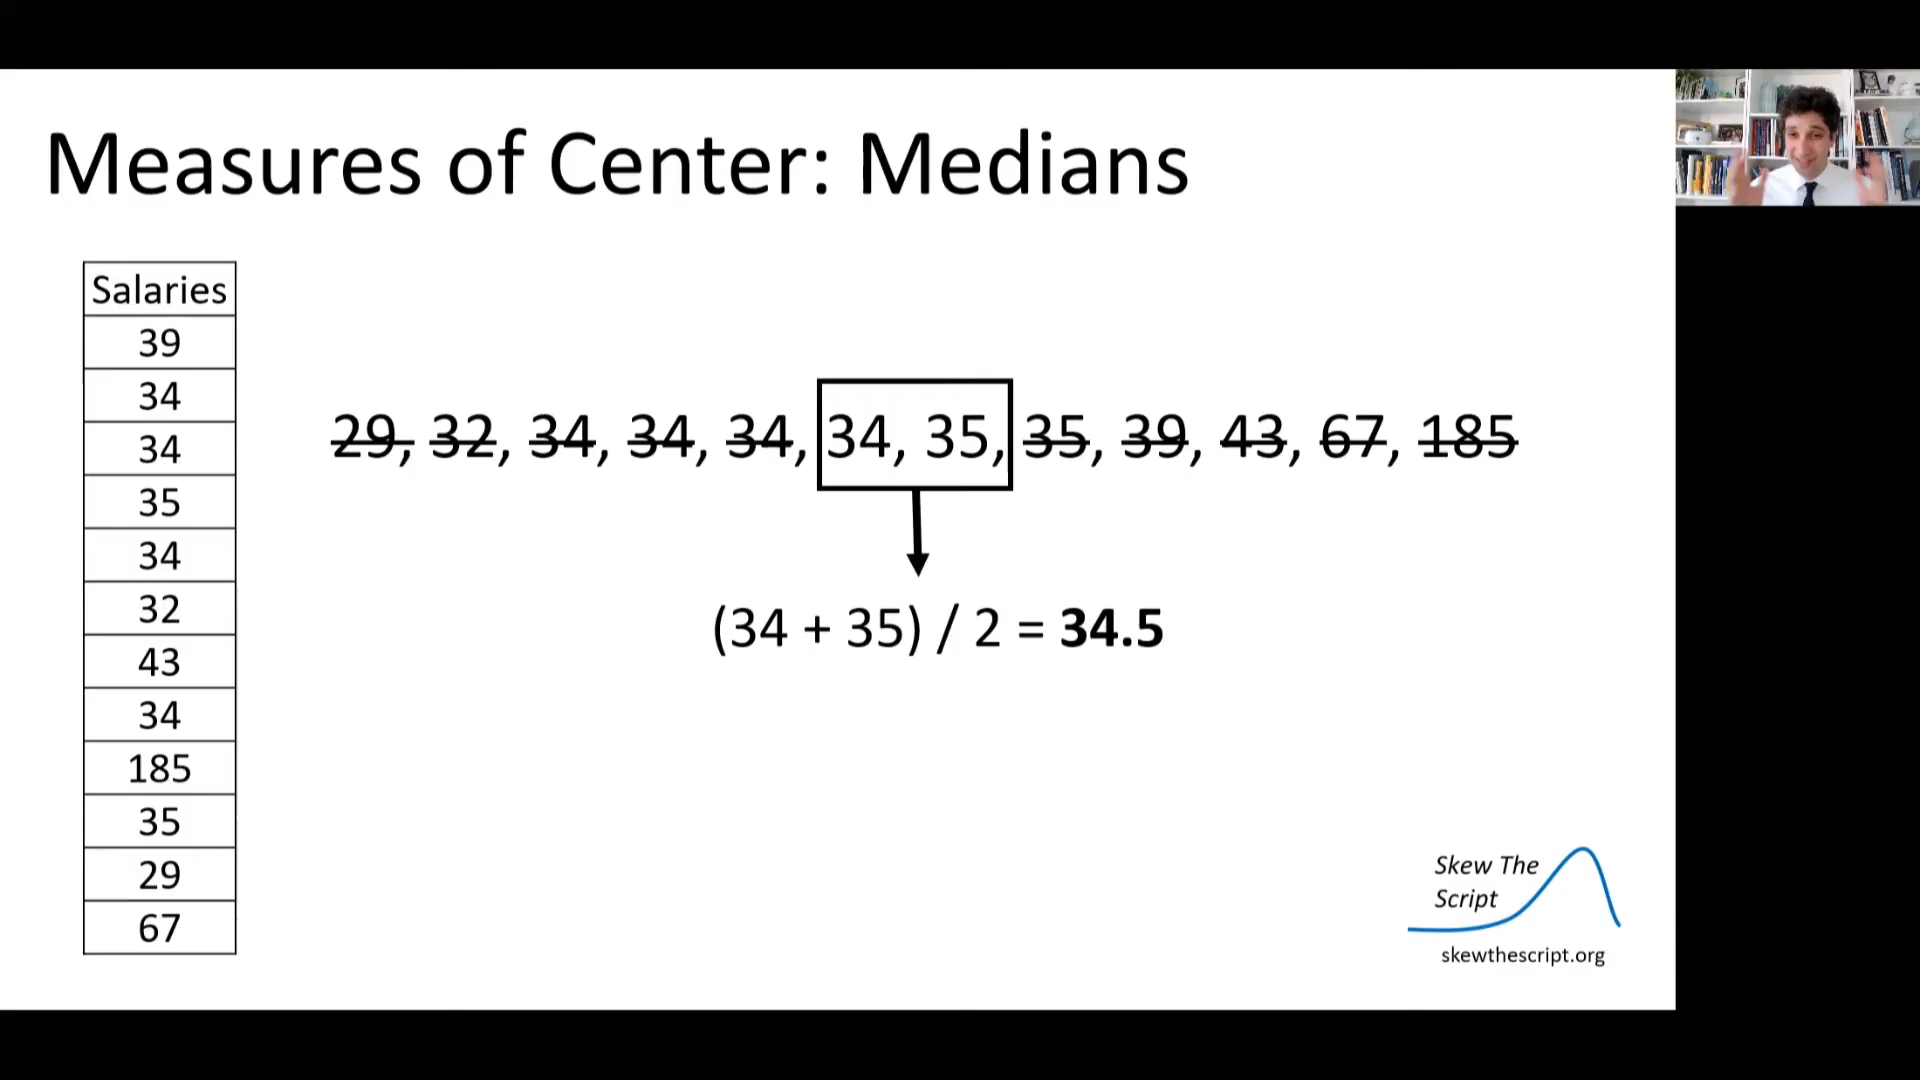 Measures of Center: Medians
Salaries
39
34
34
35
34
32
43
34
185
35
29
67
29, 32, 34, 34, 34, 34, 35, 35, 39, 43, 67, 185
(34 + 35) / 2 = 34.5
Skew The
Script
skewthescript.org